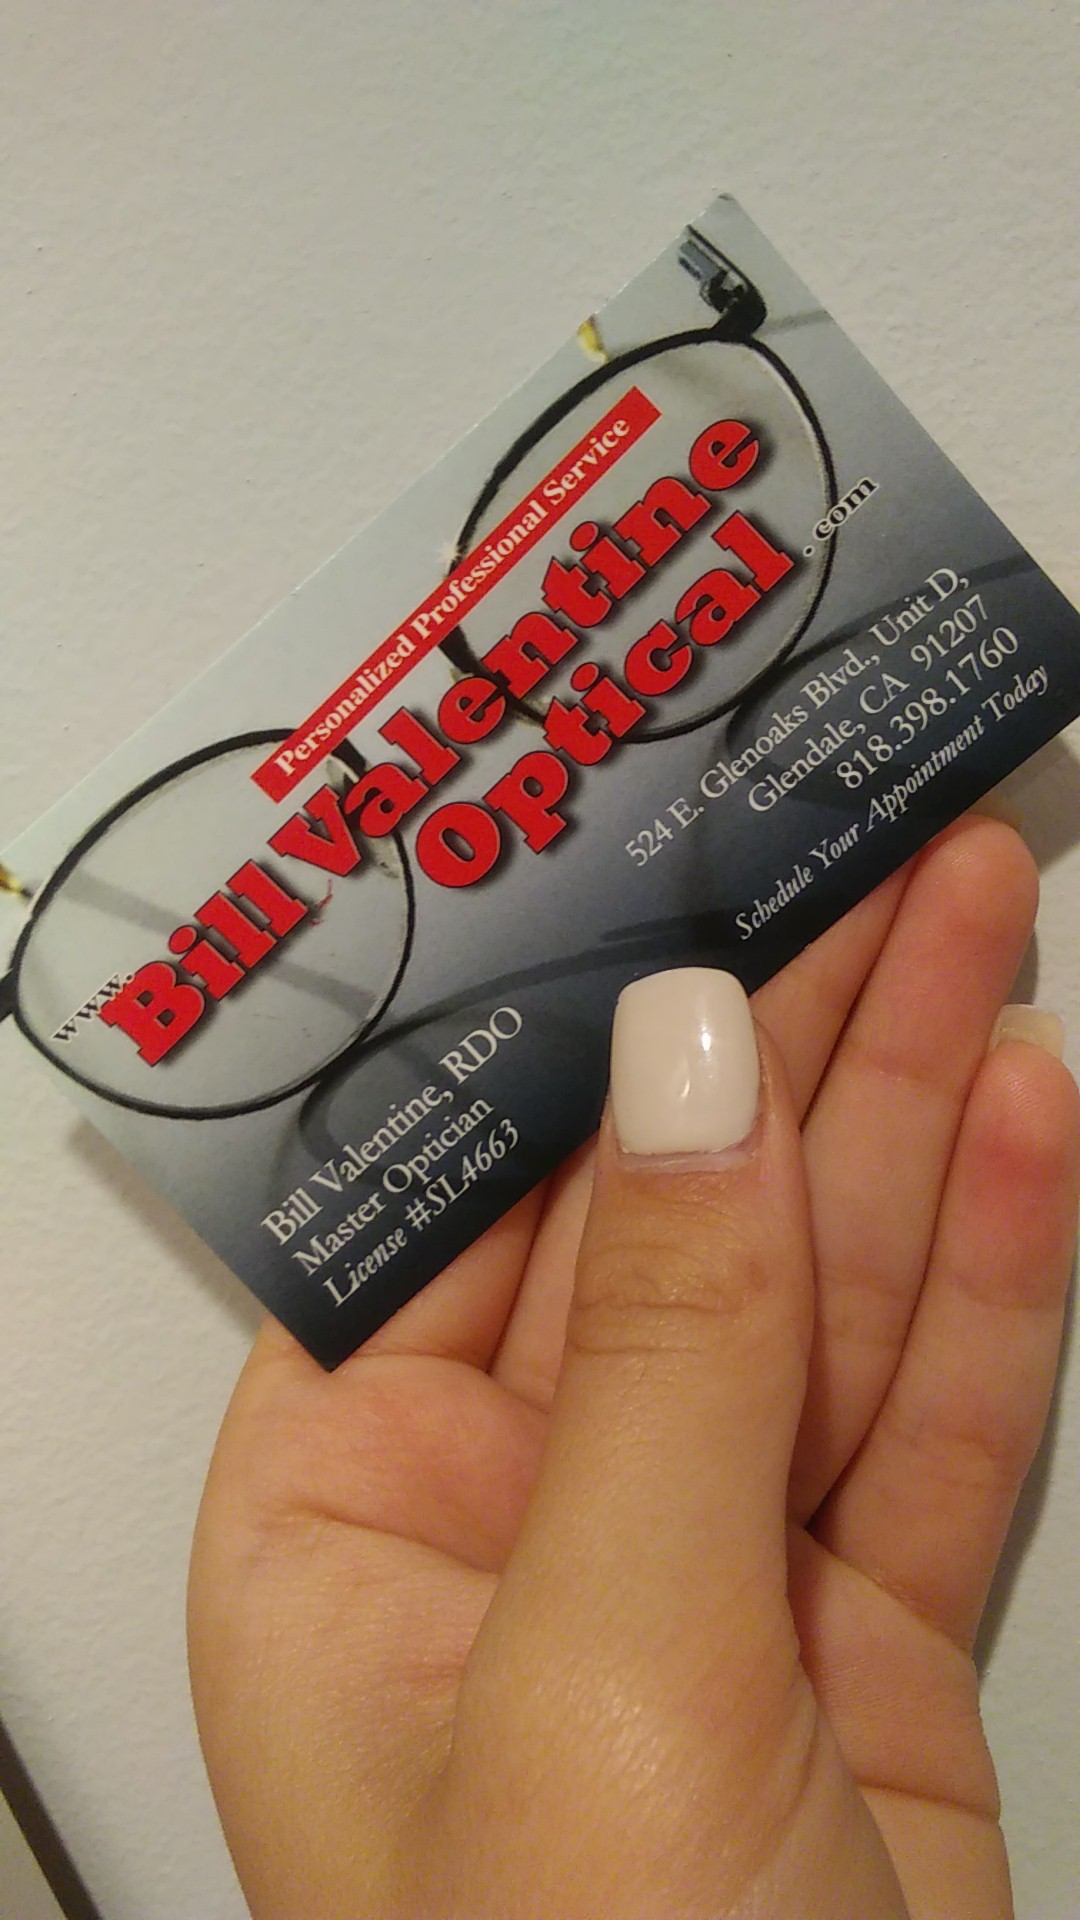 Personalized Professional Service
www.Bill Valentine
Optical.com
524 E. Glenoaks Blvd., Unit D,
Glendale, CA 91207
818.398.1760
Schedule Your Appointment Today
Bill Valentine, RDO
Master Optician
License #SL4663